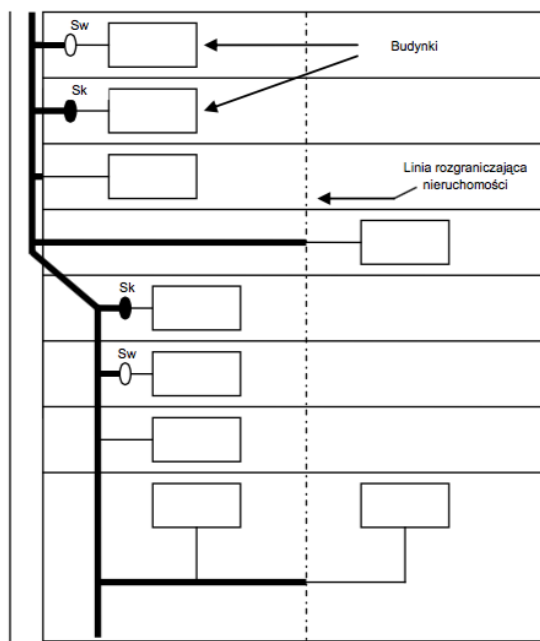 Sw
Budynki
Sk
Linia rozgraniczająca
nieruchomości
Sk
Sw